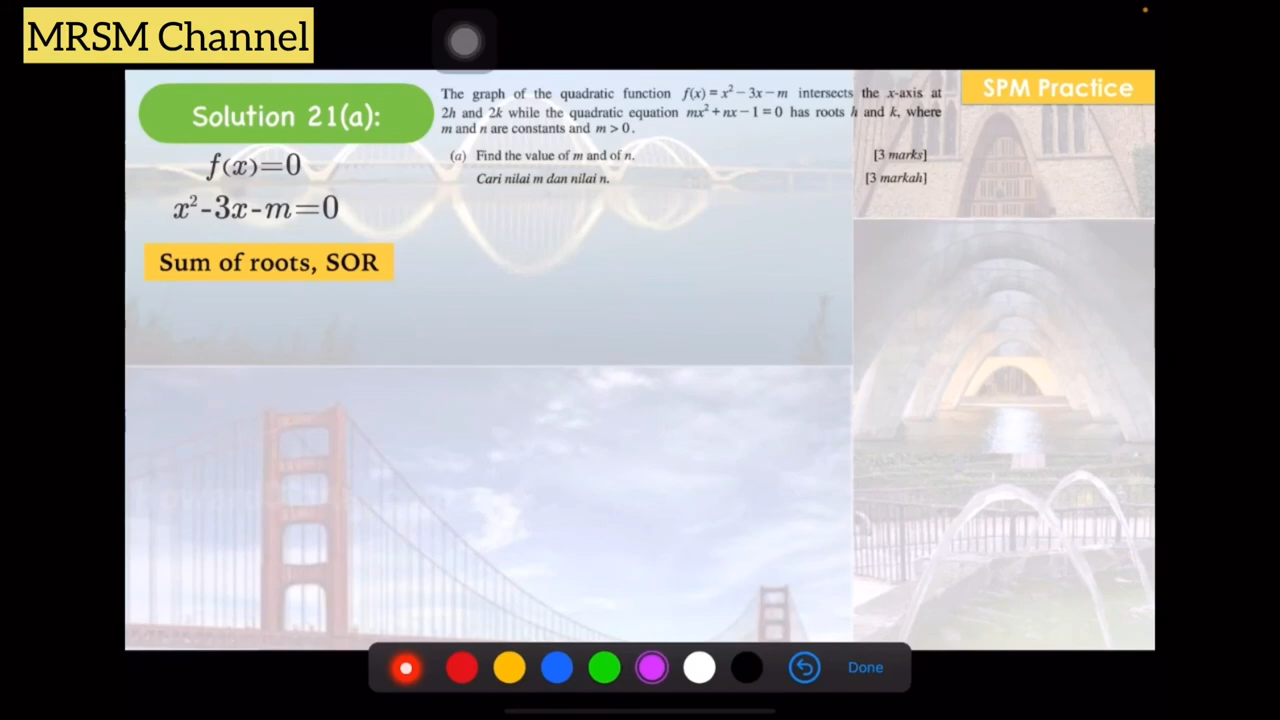 MRSM Channel
SPM Practice
Solution 21(a):
The graph of the quadratic function f(x) = x² − 3x − m intersects the x-axis at
2h and 2k while the quadratic equation mx² + nx − 1 = 0 has roots h and k, where
m and n are constants and m > 0.
(a) Find the value of m and of n. [3 marks]
Cari nilai m dan nilai n. [3 markah]
f(x)=0
x²-3x-m=0
Sum of roots, SOR
Done